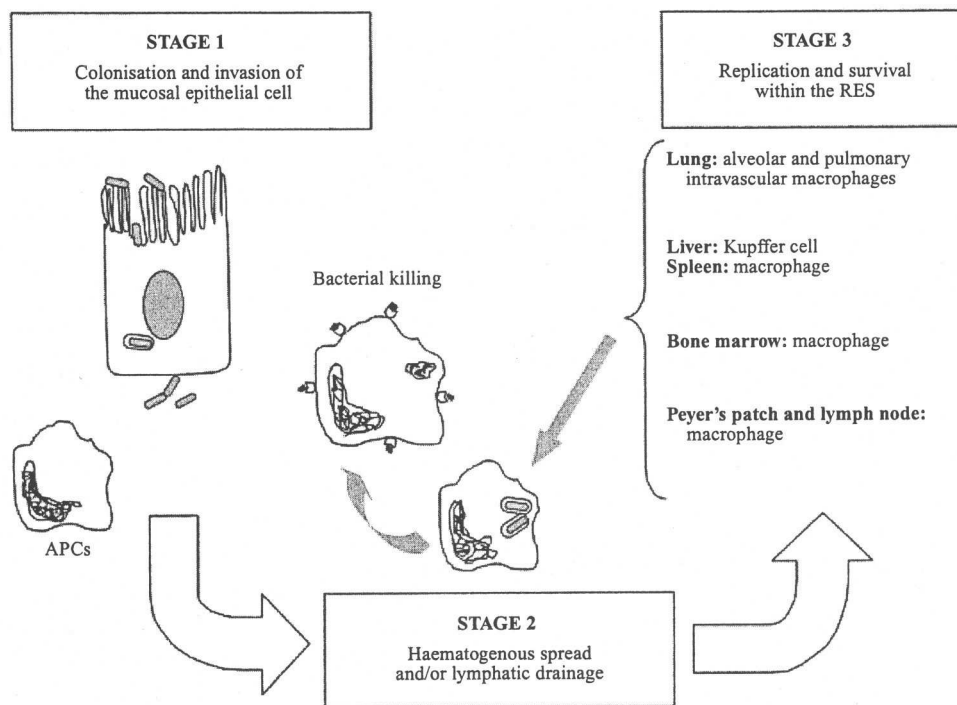 STAGE 1
Colonisation and invasion of
the mucosal epithelial cell
STAGE 3
Replication and survival
within the RES
Lung: alveolar and pulmonary
intravascular macrophages
Liver: Kupffer cell
Spleen: macrophage
Bone marrow: macrophage
Peyer's patch and lymph node:
macrophage
Bacterial killing
APCs
STAGE 2
Haematogenous spread
and/or lymphatic drainage